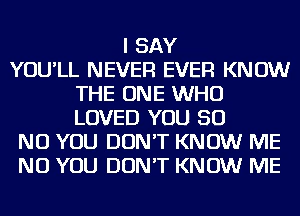 I SAY
YOU'LL NEVER EVER KNOW
THE ONE WHO
LOVED YOU SO
NO YOU DON'T KNOW ME
NO YOU DON'T KNOW ME